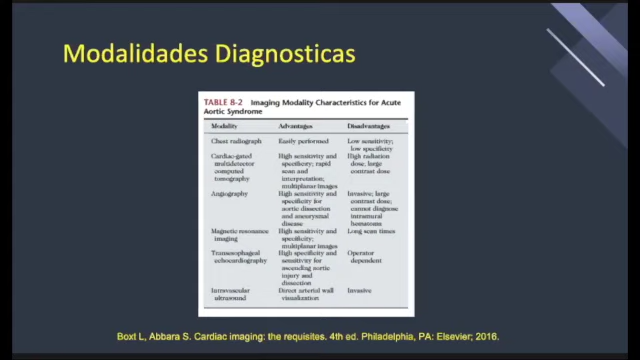 Modalidades Diagnosticas
TABLE 8-2 Imaging Modality Characteristics for Acute
Aortic Syndrome
Modality Advantages Disadvantages
Chest radiograph Easily performed Low sensitivity;
low specificity
Cardiac-gated High sensitivity and High radiation
multidetector specificity; rapid dose; large
computed scan and contrast dose
tomography interpretation;
multiplanar images
Angiography High sensitivity and Invasive; large
specificity for contrast dose;
aortic dissection cannot diagnose
and aneurysmal intramural
disease hematoma
Magnetic resonance High sensitivity and Long scan times
imaging specificity;
multiplanar images
Transesophageal High specificity and Operator
echocardiography sensitivity for dependent
ascending aortic
injury and
dissection
Intravascular Direct arterial wall Invasive
ultrasound visualization
Boxt L, Abbara S. Cardiac imaging: the requisites. 4th ed. Philadelphia, PA: Elsevier; 2016.